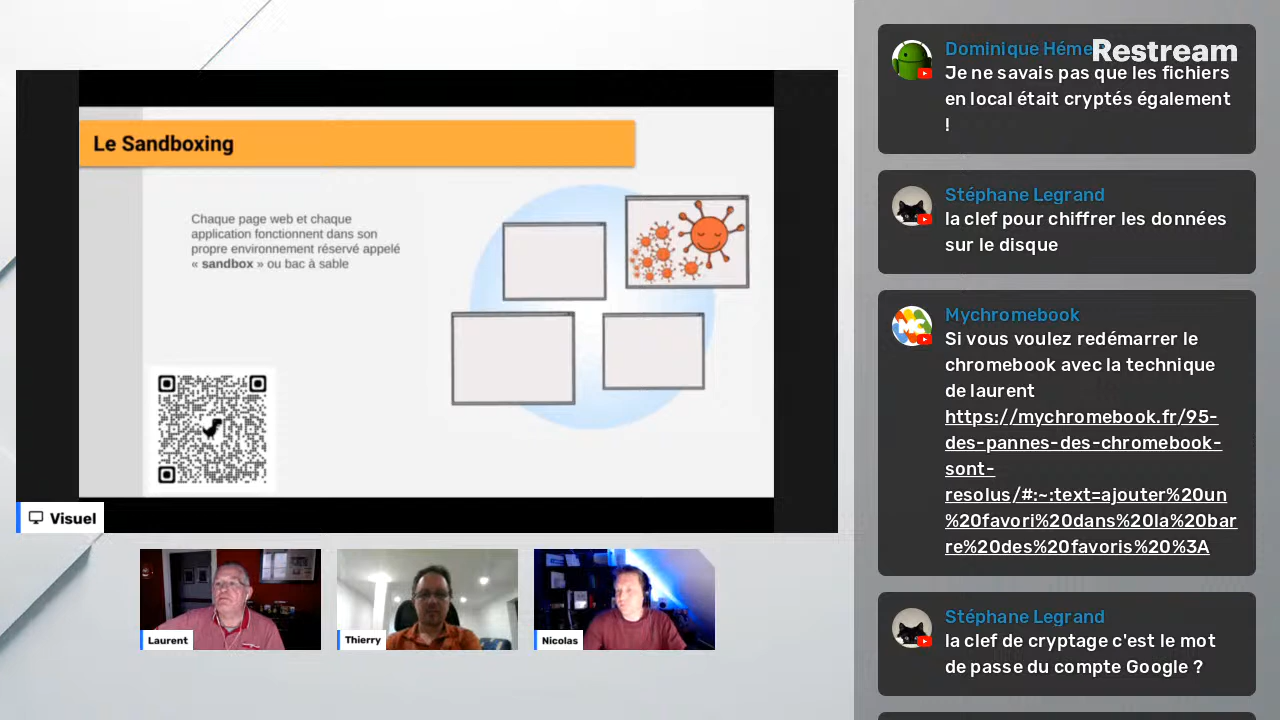 Le Sandboxing
Chaque page web et chaque
application fonctionnent dans son
propre environnement réservé appelé
« sandbox » ou bac à sable
Visuel
Laurent
Thierry
Nicolas
Restream
Dominique Héme
Je ne savais pas que les fichiers
en local était cryptés également
!
Stéphane Legrand
la clef pour chiffrer les données
sur le disque
Mychromebook
Si vous voulez redémarrer le
chromebook avec la technique
de laurent
https://mychromebook.fr/95-
des-pannes-des-chromebook-
sont-
resolus/#:~:text=ajouter%20un
%20favori%20dans%20la%20bar
re%20des%20favoris%20%3A
Stéphane Legrand
la clef de cryptage c'est le mot
de passe du compte Google ?